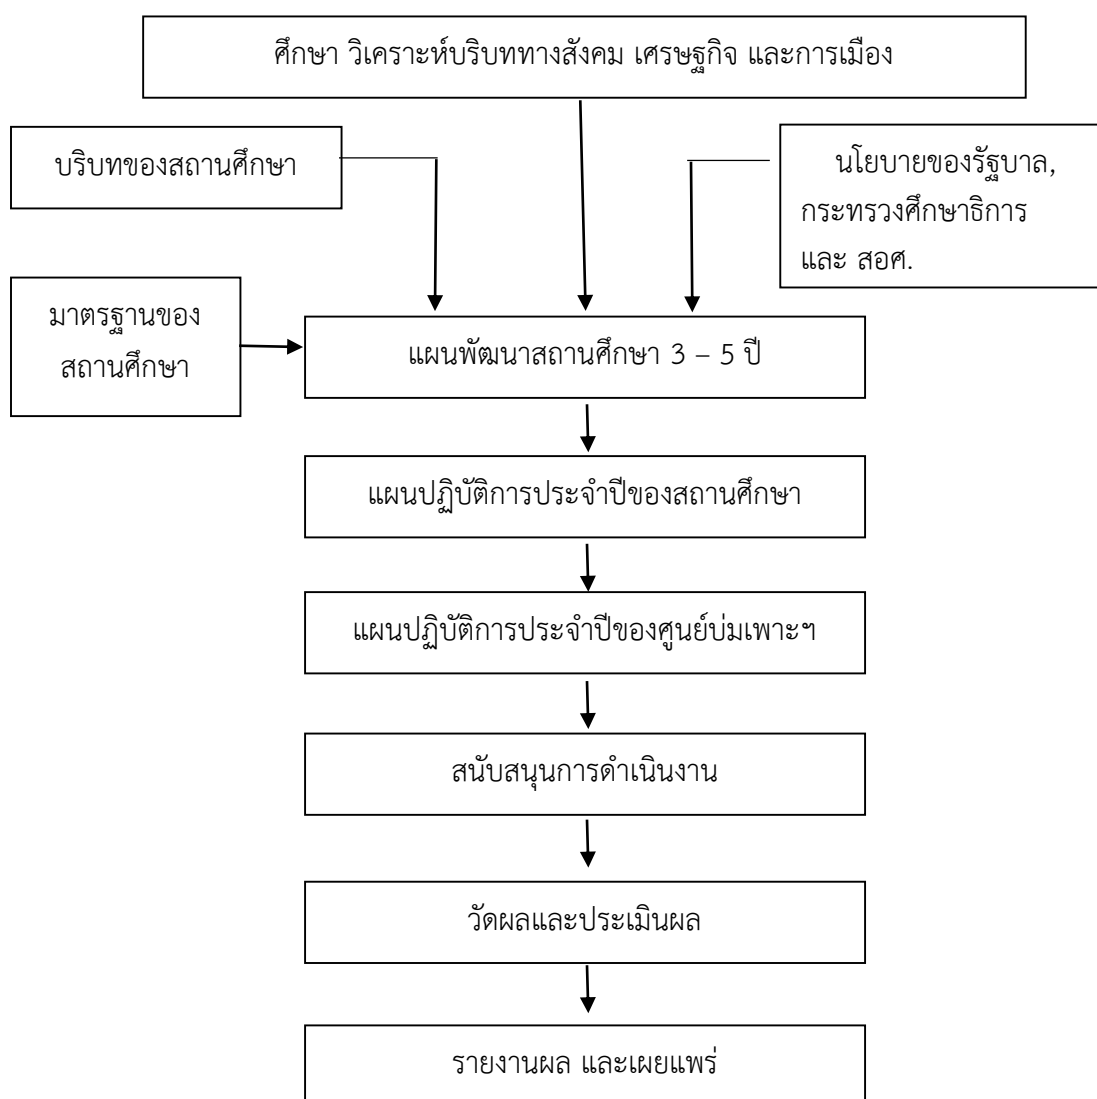 ศึกษา วิเคราะห์บริบททางสังคม เศรษฐกิจ และการเมือง
บริบทของสถานศึกษา
นโยบายของรัฐบาล,
กระทรวงศึกษาธิการ
และ สอศ.
มาตรฐานของ
สถานศึกษา
แผนพัฒนาสถานศึกษา 3 – 5 ปี
แผนปฏิบัติการประจำปีของสถานศึกษา
แผนปฏิบัติการประจำปีของศูนย์บ่มเพาะฯ
สนับสนุนการดำเนินงาน
วัดผลและประเมินผล
รายงานผล และเผยแพร่